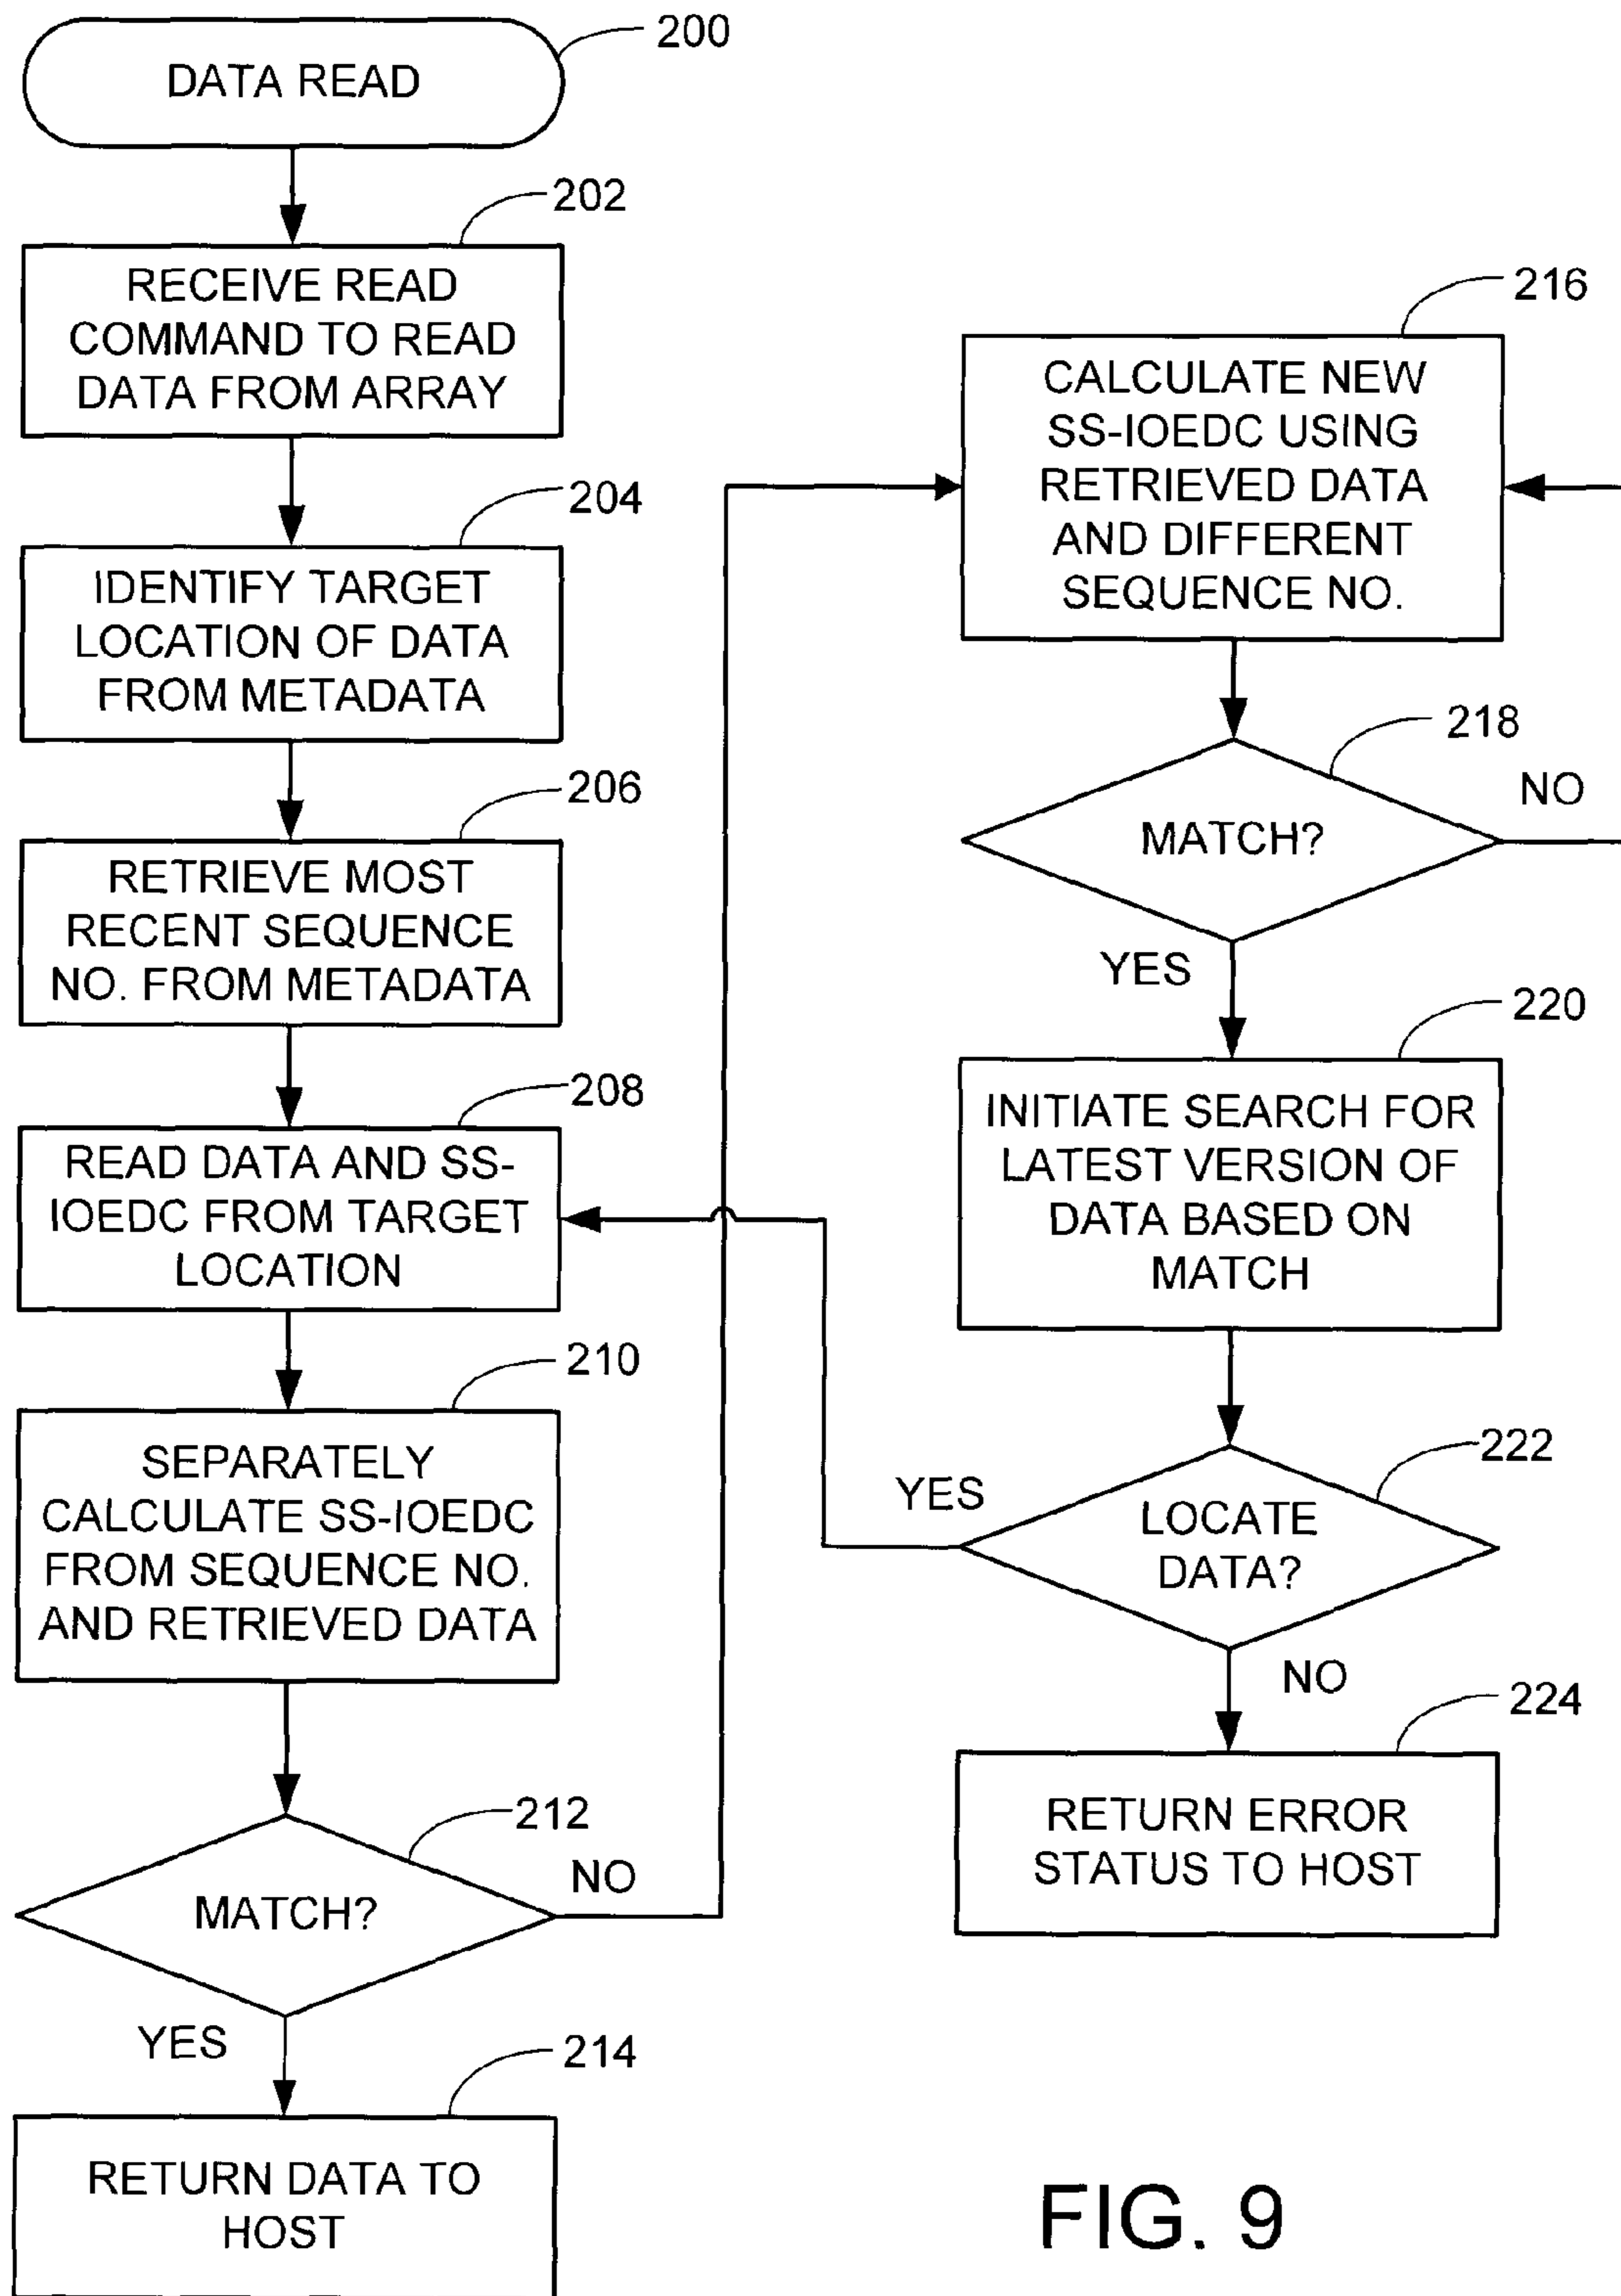 200
DATA READ
202
RECEIVE READ
COMMAND TO READ
DATA FROM ARRAY
204
IDENTIFY TARGET
LOCATION OF DATA
FROM METADATA
206
RETRIEVE MOST
RECENT SEQUENCE
NO. FROM METADATA
208
READ DATA AND SS-
IOEDC FROM TARGET
LOCATION
210
SEPARATELY
CALCULATE SS-IOEDC
FROM SEQUENCE NO.
AND RETRIEVED DATA
212
MATCH?
NO
YES
214
RETURN DATA TO
HOST
216
CALCULATE NEW
SS-IOEDC USING
RETRIEVED DATA
AND DIFFERENT
SEQUENCE NO.
218
MATCH?
NO
YES
220
INITIATE SEARCH FOR
LATEST VERSION OF
DATA BASED ON
MATCH
222
LOCATE
DATA?
YES
NO
224
RETURN ERROR
STATUS TO HOST
FIG. 9